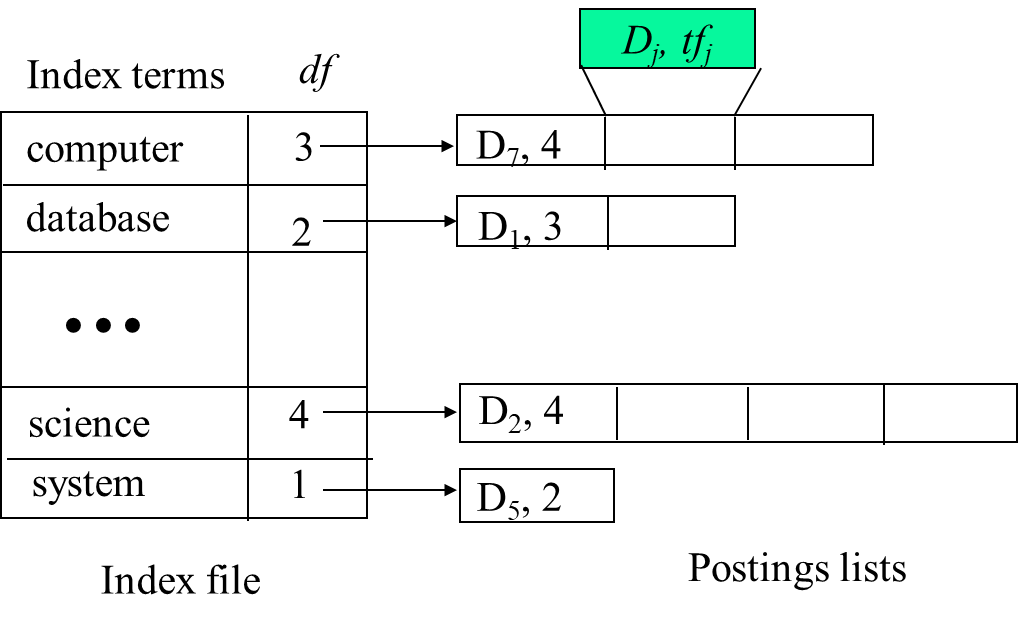 Dj, tfj
Index terms df
computer 3 D7, 4
database 2 D1, 3
•••
science 4 D2, 4
system 1 D5, 2
Index file
Postings lists